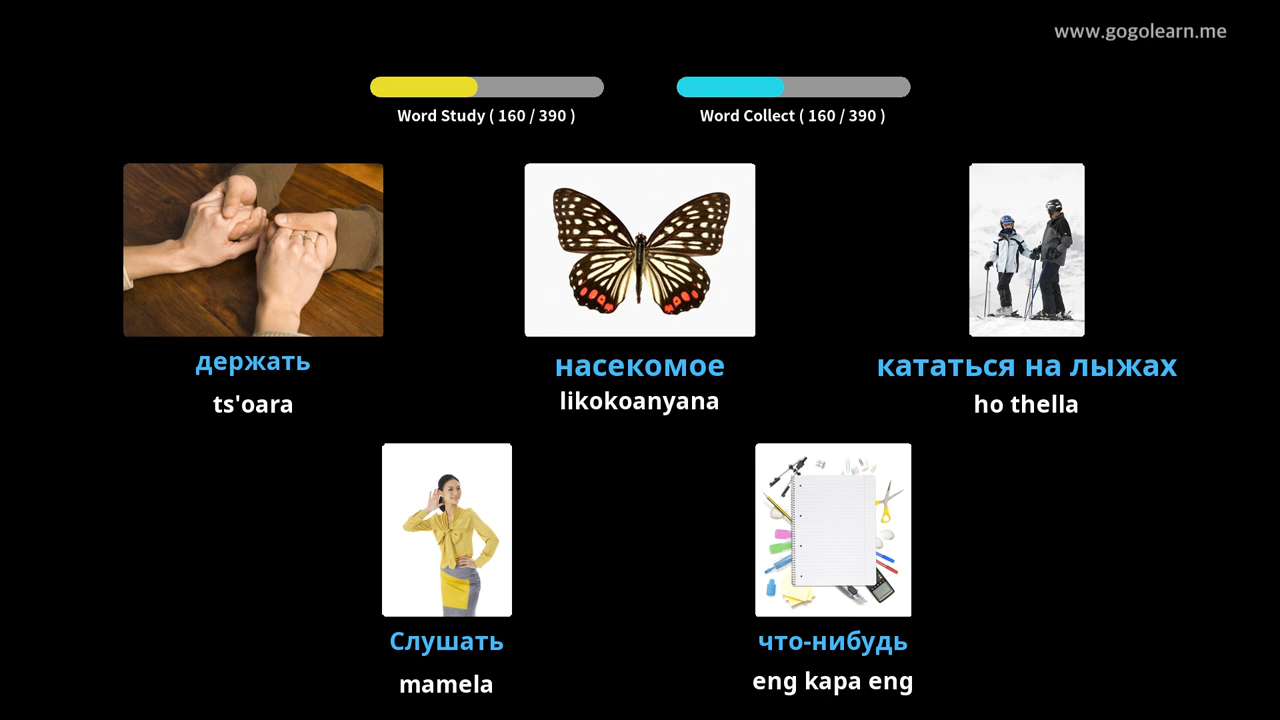 www.gogolearn.me
Word Study ( 160 / 390 )
Word Collect ( 160 / 390 )
держать
ts'oara
насекомое
likokoanyana
кататься на лыжах
ho thella
Слушать
mamela
что-нибудь
eng kapa eng